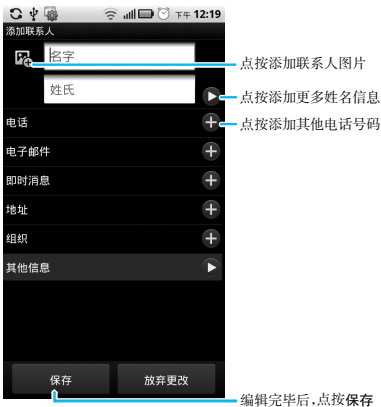 下午 12:19
添加联系人
名字
点按添加联系人图片
姓氏
点按添加更多姓名信息
电话
点按添加其他电话号码
电子邮件
即时消息
地址
组织
其他信息
保存
放弃更改
编辑完毕后,点按保存